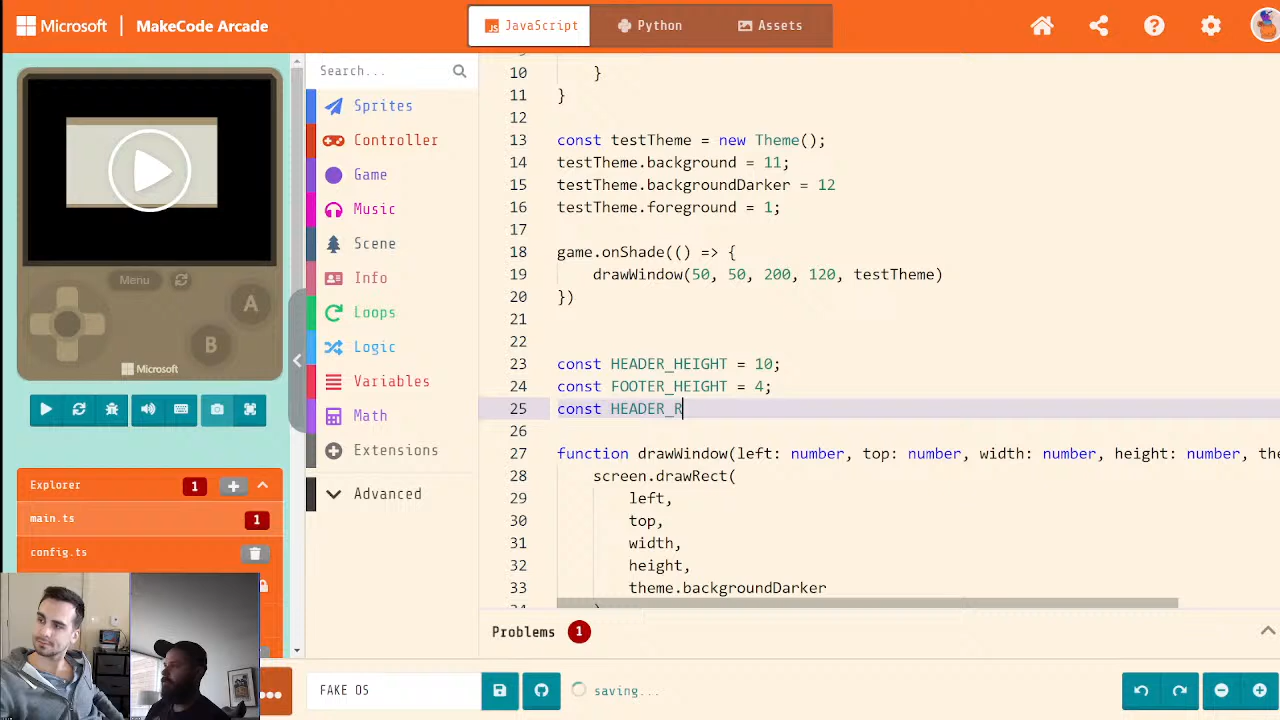 Microsoft
MakeCode Arcade
JavaScript
Python
Assets
Search...
Sprites
Controller
Game
Music
Scene
Info
Loops
Logic
Variables
Math
Extensions
Advanced
Menu
A
B
Microsoft
Explorer
1
main.ts
1
config.ts
10 }
11 }
12
13 const testTheme = new Theme();
14 testTheme.background = 11;
15 testTheme.backgroundDarker = 12
16 testTheme.foreground = 1;
17
18 game.onShade(() => {
19 drawWindow(50, 50, 200, 120, testTheme)
20 })
21
22
23 const HEADER_HEIGHT = 10;
24 const FOOTER_HEIGHT = 4;
25 const HEADER_R
26
27 function drawWindow(left: number, top: number, width: number, height: number, the
28 screen.drawRect(
29 left,
30 top,
31 width,
32 height,
33 theme.backgroundDarker
Problems 1
FAKE OS
saving...